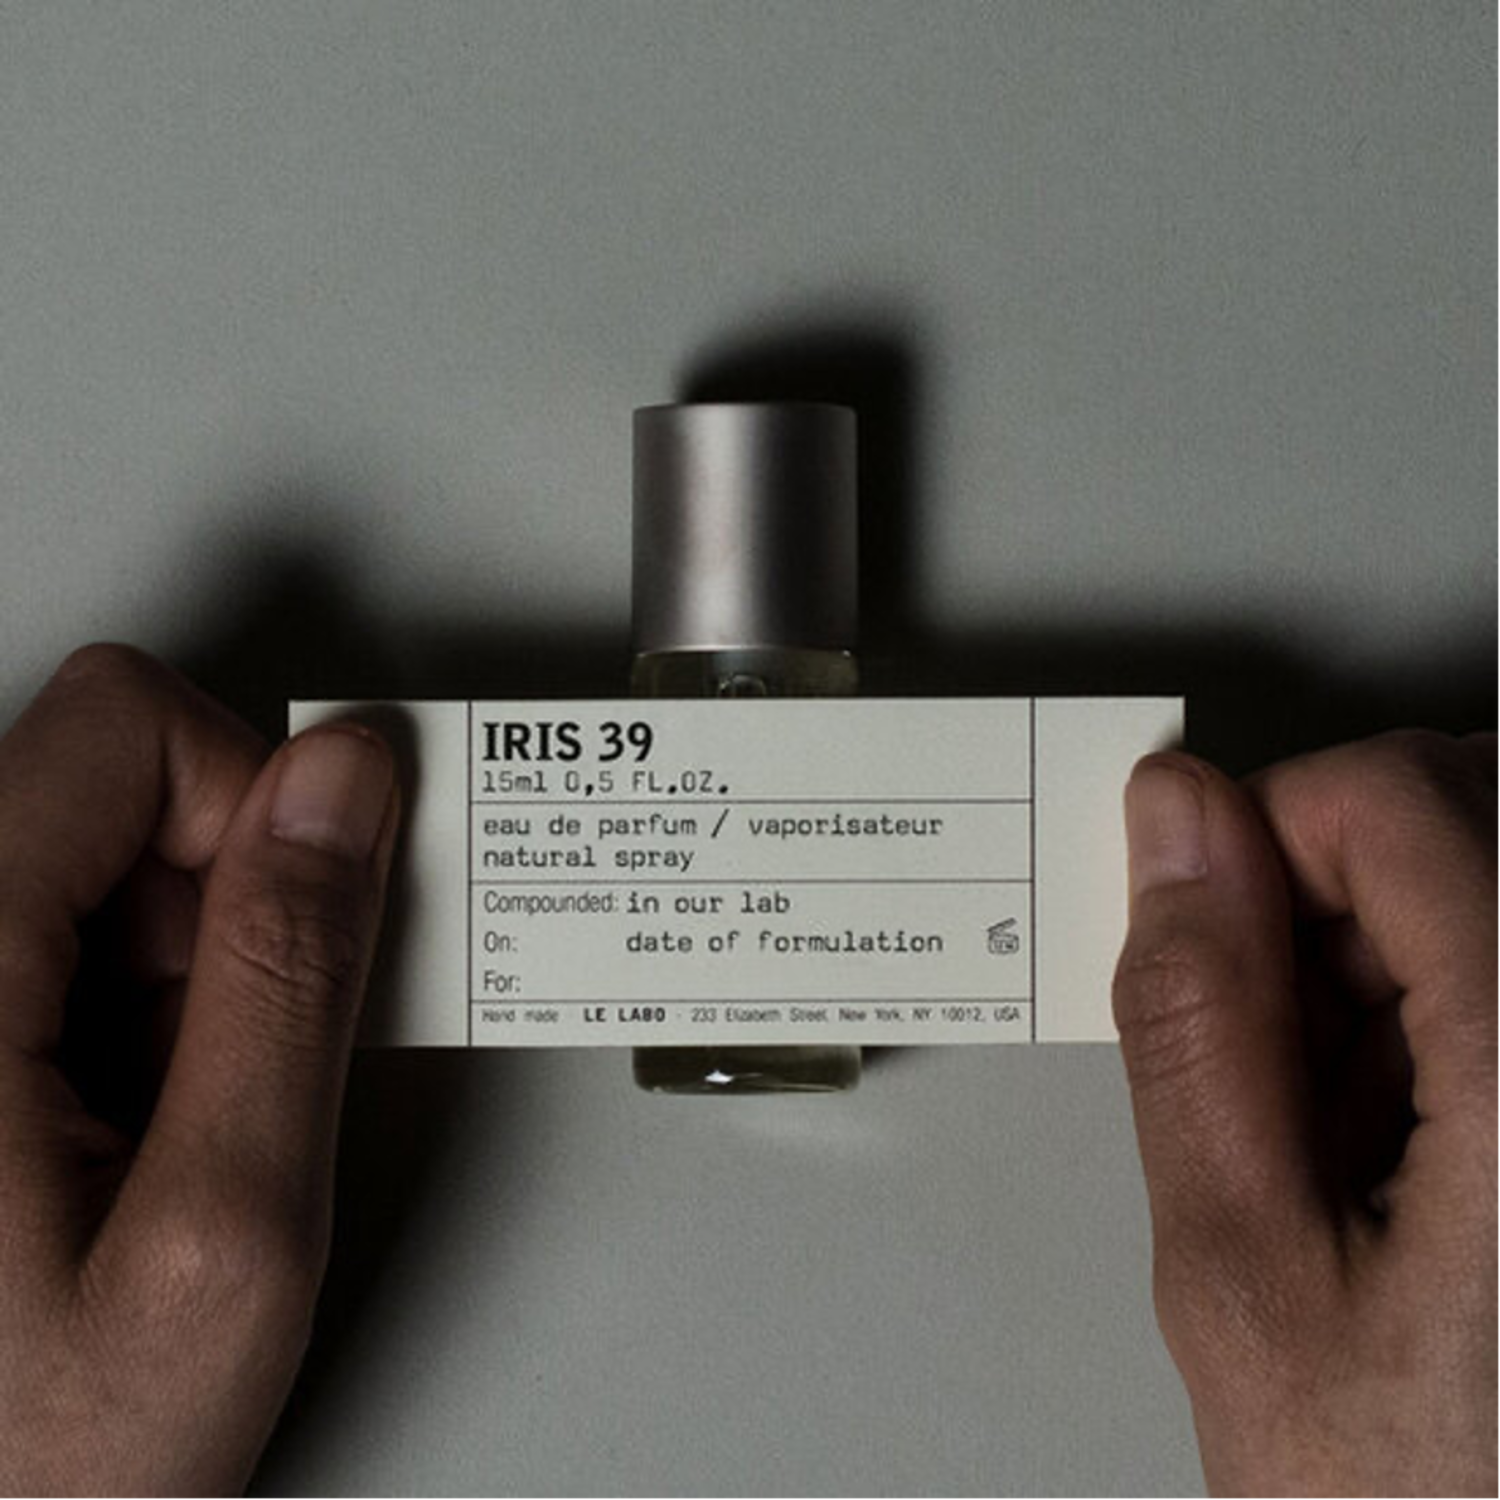 IRIS 39
15ml 0,5 FL.OZ.
eau de parfum / vaporisateur
natural spray
Compounded: in our lab
On: date of formulation
For:
Hand made LE LABO - 233 Elizabeth Street, New York, NY 10012, USA